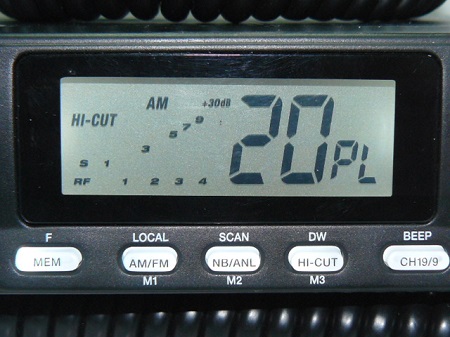 AM +30dB
HI-CUT
20PL
S 1 3 5 7 9
RF 1 2 3 4
F LOCAL SCAN DW BEEP
MEM AM/FM NB/ANL HI-CUT CH19/9
M1 M2 M3